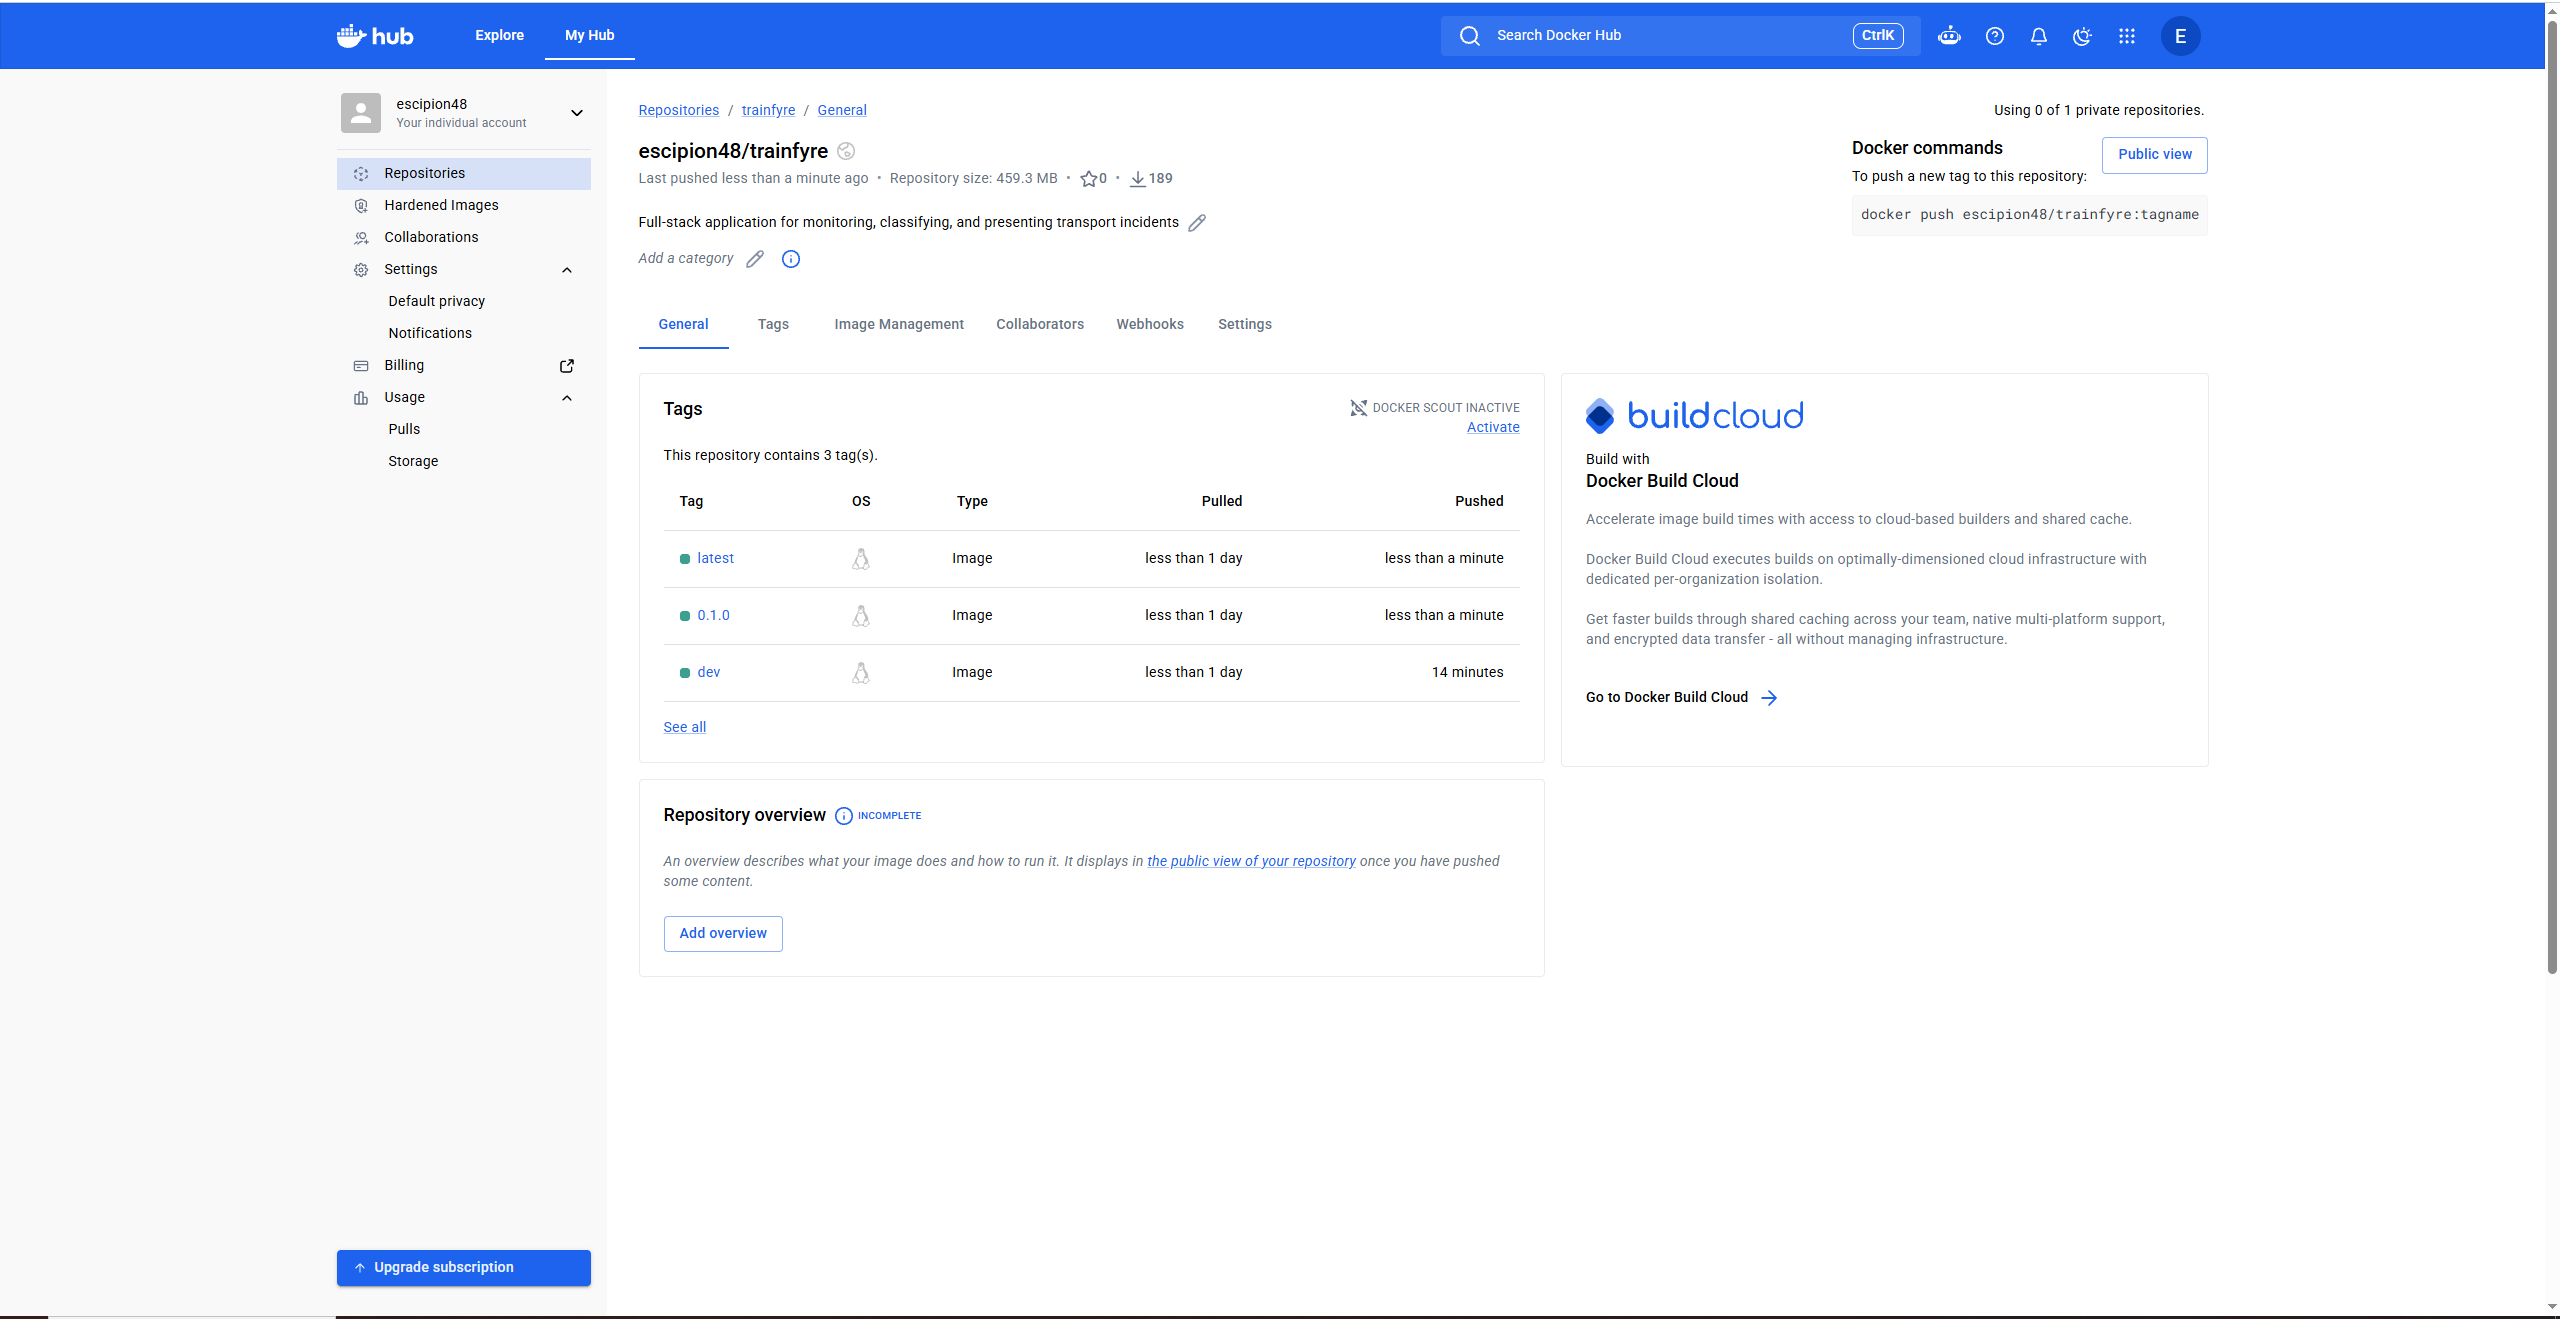 hub
Explore
My Hub
Search Docker Hub
CtrlK
E
escipion48
Your individual account
Repositories
Hardened Images
Collaborations
Settings
Default privacy
Notifications
Billing
Usage
Pulls
Storage
Upgrade subscription
Repositories / trainfyre / General
Using 0 of 1 private repositories.
escipion48/trainfyre
Last pushed less than a minute ago • Repository size: 459.3 MB • 0 • 189
Full-stack application for monitoring, classifying, and presenting transport incidents
Add a category
Docker commands
Public view
To push a new tag to this repository:
docker push escipion48/trainfyre:tagname
General Tags Image Management Collaborators Webhooks Settings
Tags
DOCKER SCOUT INACTIVE
Activate
This repository contains 3 tag(s).
Tag OS Type Pulled Pushed
latest Image less than 1 day less than a minute
0.1.0 Image less than 1 day less than a minute
dev Image less than 1 day 14 minutes
See all
buildcloud
Build with
Docker Build Cloud
Accelerate image build times with access to cloud-based builders and shared cache.
Docker Build Cloud executes builds on optimally-dimensioned cloud infrastructure with
dedicated per-organization isolation.
Get faster builds through shared caching across your team, native multi-platform support,
and encrypted data transfer - all without managing infrastructure.
Go to Docker Build Cloud
Repository overview INCOMPLETE
An overview describes what your image does and how to run it. It displays in the public view of your repository once you have pushed
some content.
Add overview